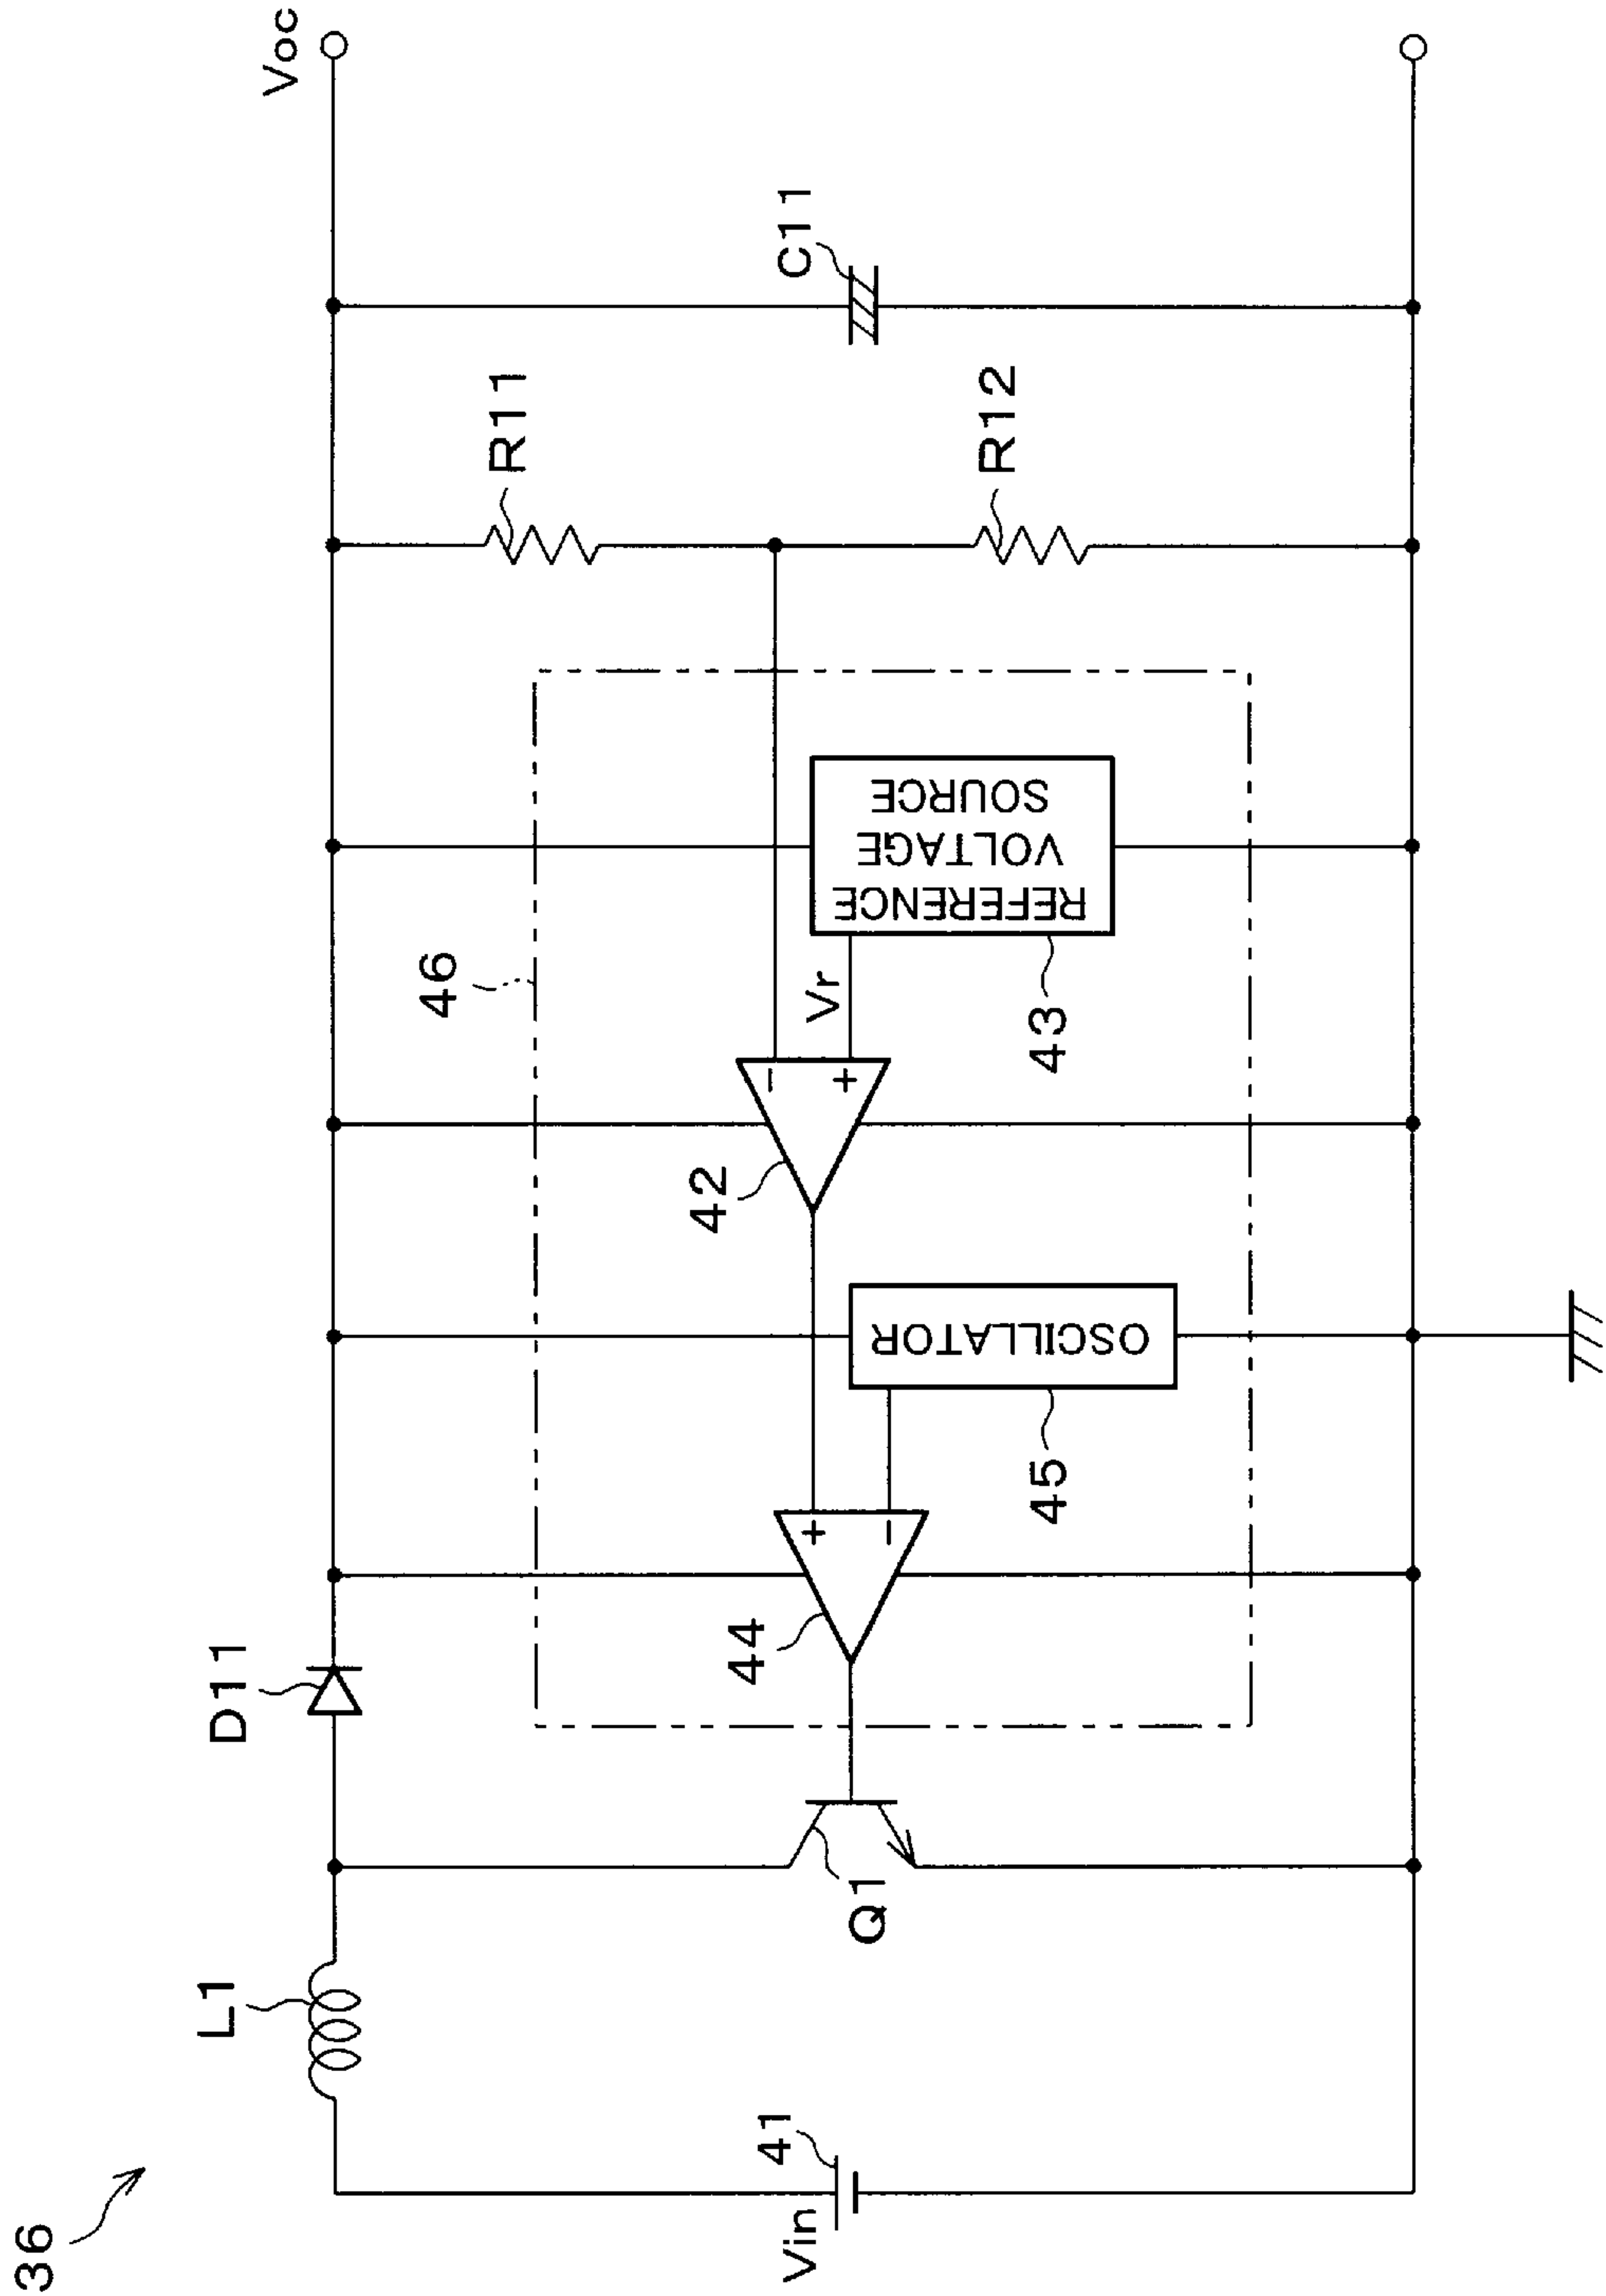 36
Vin
41
L1
Q1
D11
44
45
OSCILLATOR
42
46
43
Vr
REFERENCE
VOLTAGE
SOURCE
R11
R12
C11
Voc
+
−
−
+